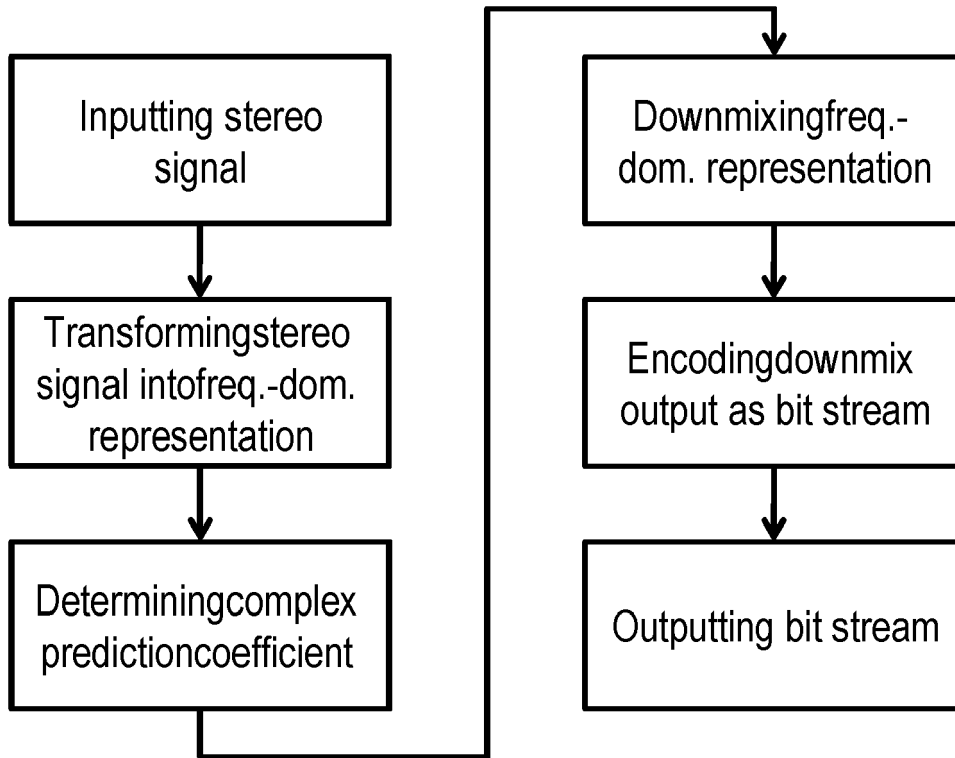 Inputting stereo
signal
Transformingstereo
signal intofreq.-dom.
representation
Determiningcomplex
predictioncoefficient
Downmixingfreq.-
dom. representation
Encodingdownmix
output as bit stream
Outputting bit stream